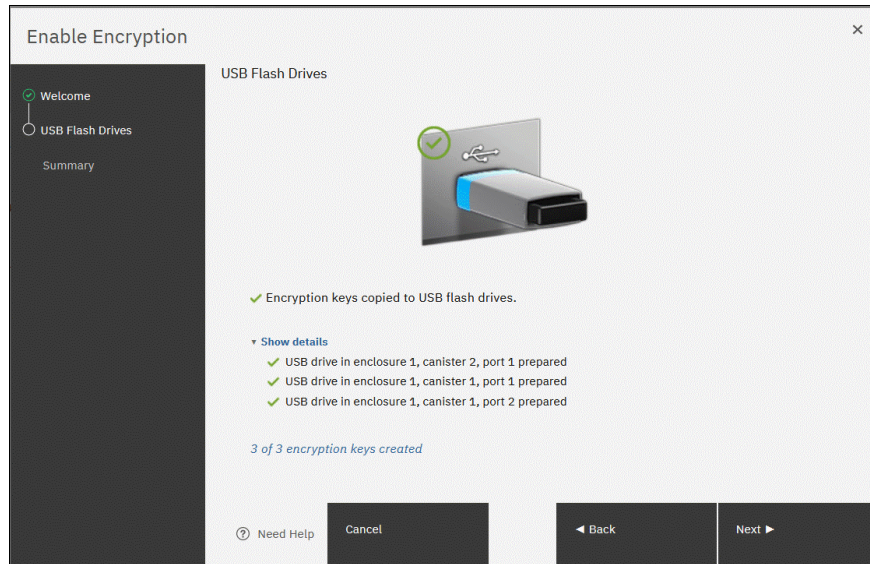 Enable Encryption
Welcome
USB Flash Drives
Summary
USB Flash Drives
Encryption keys copied to USB flash drives.
Show details
USB drive in enclosure 1, canister 2, port 1 prepared
USB drive in enclosure 1, canister 1, port 1 prepared
USB drive in enclosure 1, canister 1, port 2 prepared
3 of 3 encryption keys created
Need Help
Cancel
Back
Next